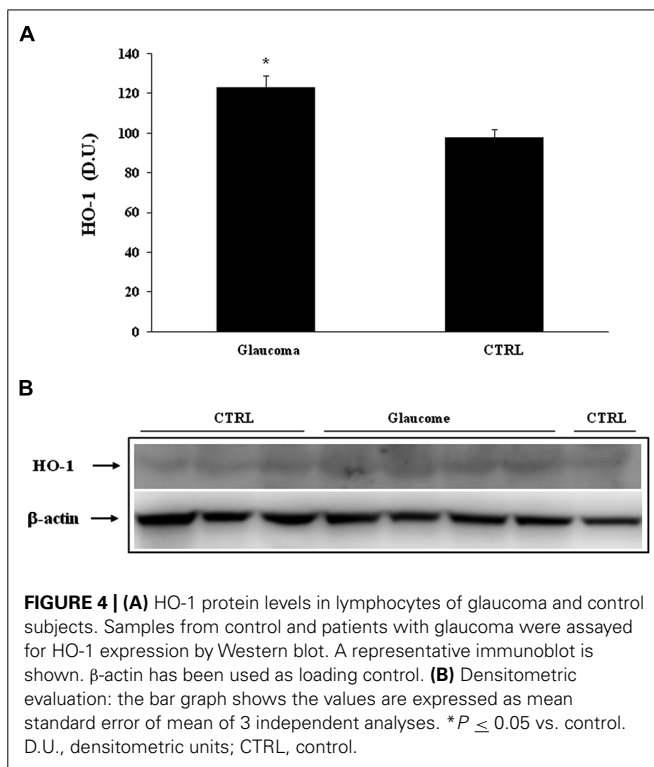 A
140
120
100
80
60
40
20
0
HO-1 (D.U.)
*
Glaucoma CTRL
B
CTRL Glaucome CTRL
HO-1
β-actin
FIGURE 4 | (A) HO-1 protein levels in lymphocytes of glaucoma and control
subjects. Samples from control and patients with glaucoma were assayed
for HO-1 expression by Western blot. A representative immunoblot is
shown. β-actin has been used as loading control. (B) Densitometric
evaluation: the bar graph shows the values are expressed as mean
standard error of mean of 3 independent analyses. *P ≤ 0.05 vs. control.
D.U., densitometric units; CTRL, control.